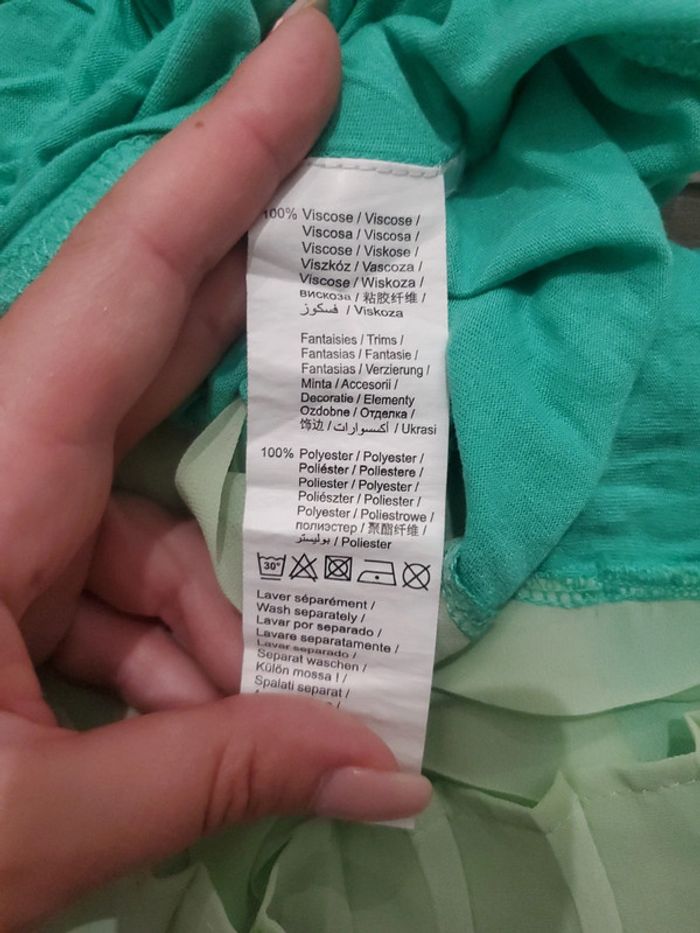 100% Viscose / Viscose /
Viscosa / Viscosa /
Viscose / Viskose /
Viszkóz / Vascoza /
Viscose / Wiskoza /
вискоза / 粘胶纤维 /
فسكوز / Viskoza
Fantaisies / Trims /
Fantasias / Fantasie /
Fantasias / Verzierung /
Minta / Accesorii /
Decoratie / Elementy
Ozdobne / Отделка /
饰边 / أكسسوارات / Ukrasi
100% Polyester / Polyester /
Poliéster / Poliestere /
Poliester / Polyester /
Poliészter / Poliester /
Polyester / Poliestrowe /
полиэстер / 聚酯纤维 /
بوليستر / Poliester
30°
Laver séparément /
Wash separately /
Lavar por separado /
Lavare separatamente /
Lavar separado /
Separat waschen /
Külön mossa ! /
Spalati separat /